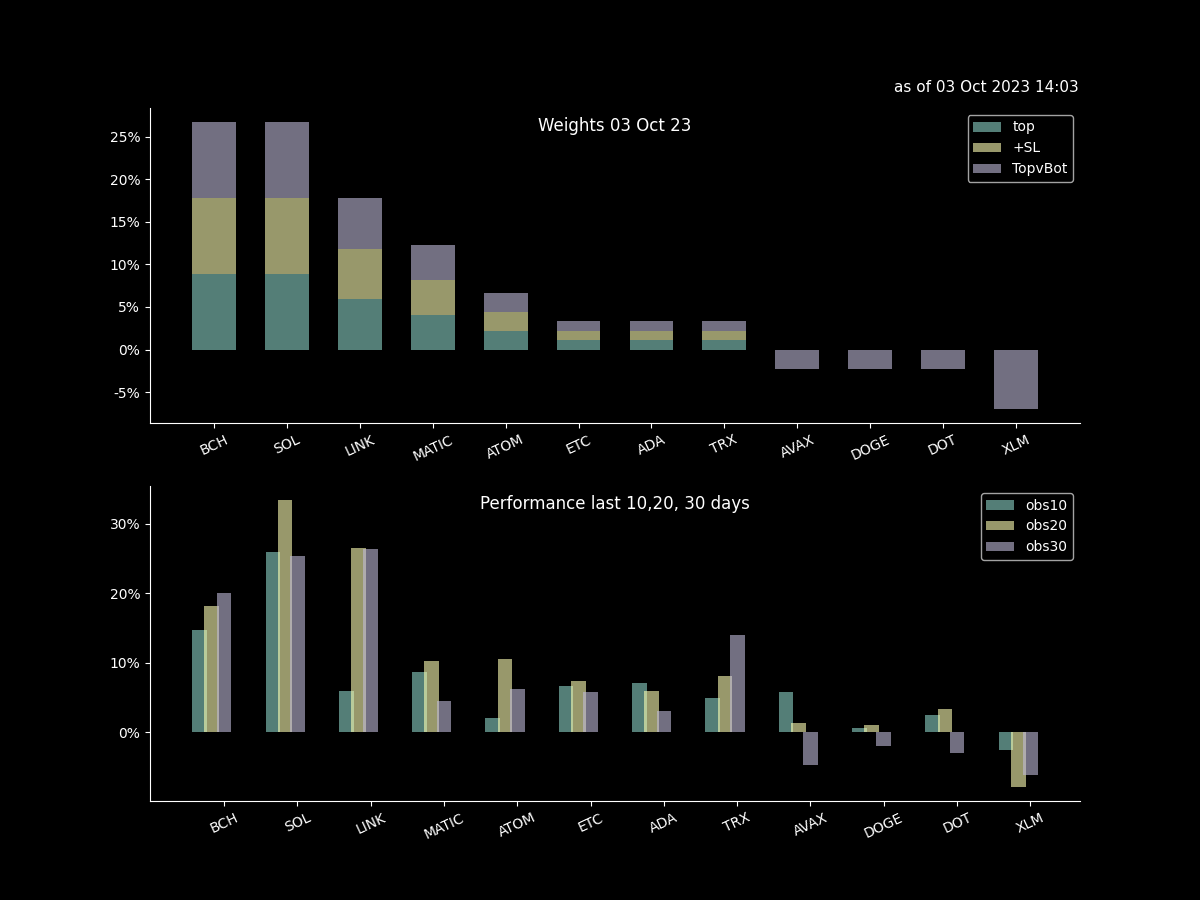 as of 03 Oct 2023 14:03
Weights 03 Oct 23
top
+SL
TopvBot
25%
20%
15%
10%
5%
0%
-5%
BCH SOL LINK MATIC ATOM ETC ADA TRX AVAX DOGE DOT XLM
Performance last 10,20, 30 days
obs10
obs20
obs30
30%
20%
10%
0%
BCH SOL LINK MATIC ATOM ETC ADA TRX AVAX DOGE DOT XLM